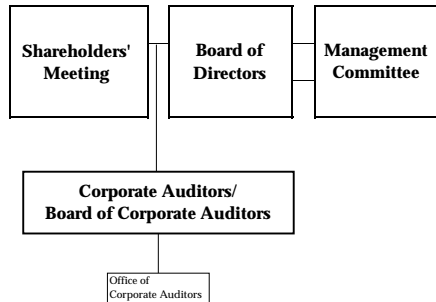 Shareholders'
Meeting
Board of
Directors
Management
Committee
Corporate Auditors/
Board of Corporate Auditors
Office of
Corporate Auditors